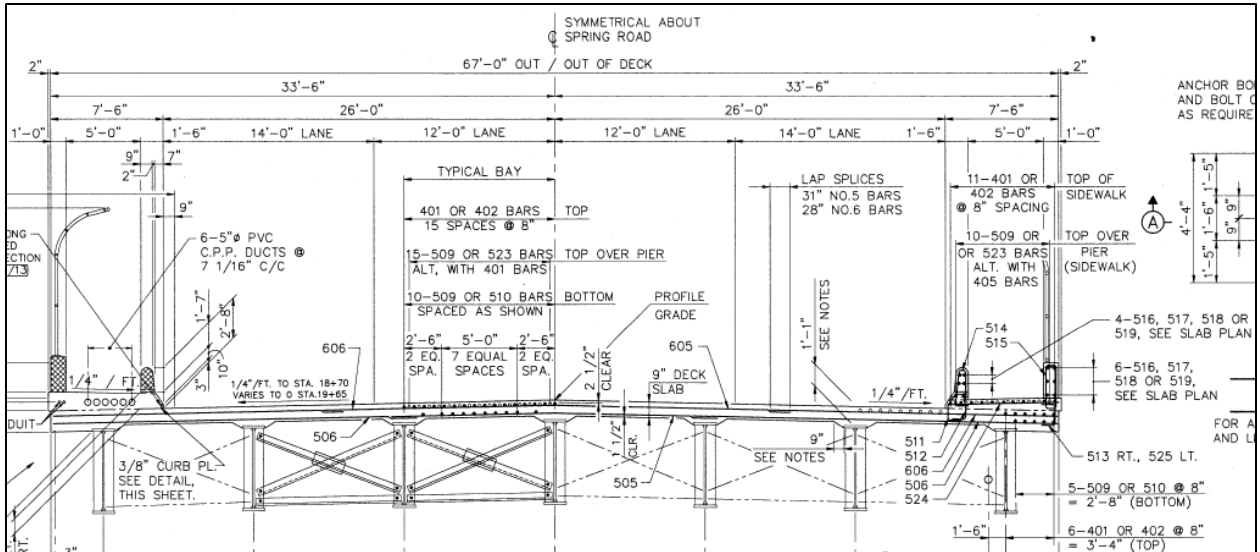 SYMMETRICAL ABOUT
℄ SPRING ROAD
2" 67'-0" OUT / OUT OF DECK 2"
33'-6" 33'-6"
7'-6" 26'-0" 26'-0" 7'-6"
1'-0" 5'-0" 1'-6" 14'-0" LANE 12'-0" LANE 12'-0" LANE 14'-0" LANE 1'-6" 5'-0" 1'-0"
9" 7"
2"
9"
6-5"ø PVC
C.P.P. DUCTS @
7 1/16" C/C
TYPICAL BAY
401 OR 402 BARS TOP
15 SPACES @ 8"
15-509 OR 523 BARS TOP OVER PIER
ALT. WITH 401 BARS
10-509 OR 510 BARS BOTTOM
SPACED AS SHOWN
2'-6" 5'-0" 2'-6"
2 EQ. 7 EQUAL 2 EQ.
SPA. SPACES SPA.
LAP SPLICES
31" NO.5 BARS
28" NO.6 BARS
11-401 OR TOP OF
402 BARS SIDEWALK
@ 8" SPACING
10-509 OR TOP OVER
OR 523 BARS PIER
ALT. WITH (SIDEWALK)
405 BARS
ANCHOR BO
AND BOLT C
AS REQUIRE
A
4'-4"
1'-5"
1'-6"
9"
9"
1'-5"
ONG
ED
ECTION
/13
1'-7"
2'-8"
10"
3"
1/4" / FT.
1/4"/FT. TO STA. 18+70
VARIES TO 0 STA.19+65
606
2 1/2"
CLEAR
PROFILE
GRADE
605
9" DECK
SLAB
1'-1"
SEE NOTES
1/4"/FT.
514
515
4-516, 517, 518 OR
519, SEE SLAB PLAN
6-516, 517,
518 OR 519,
SEE SLAB PLAN
DUIT
506
3/8" CURB PL.
SEE DETAIL,
THIS SHEET.
1 1/2"
CLR.
505
9"
SEE NOTES
511
512
606
506
524
513 RT., 525 LT.
FOR A
AND LI
5-509 OR 510 @ 8"
= 2'-8" (BOTTOM)
1'-6"
6-401 OR 402 @ 8"
= 3'-4" (TOP)
RT.
3"